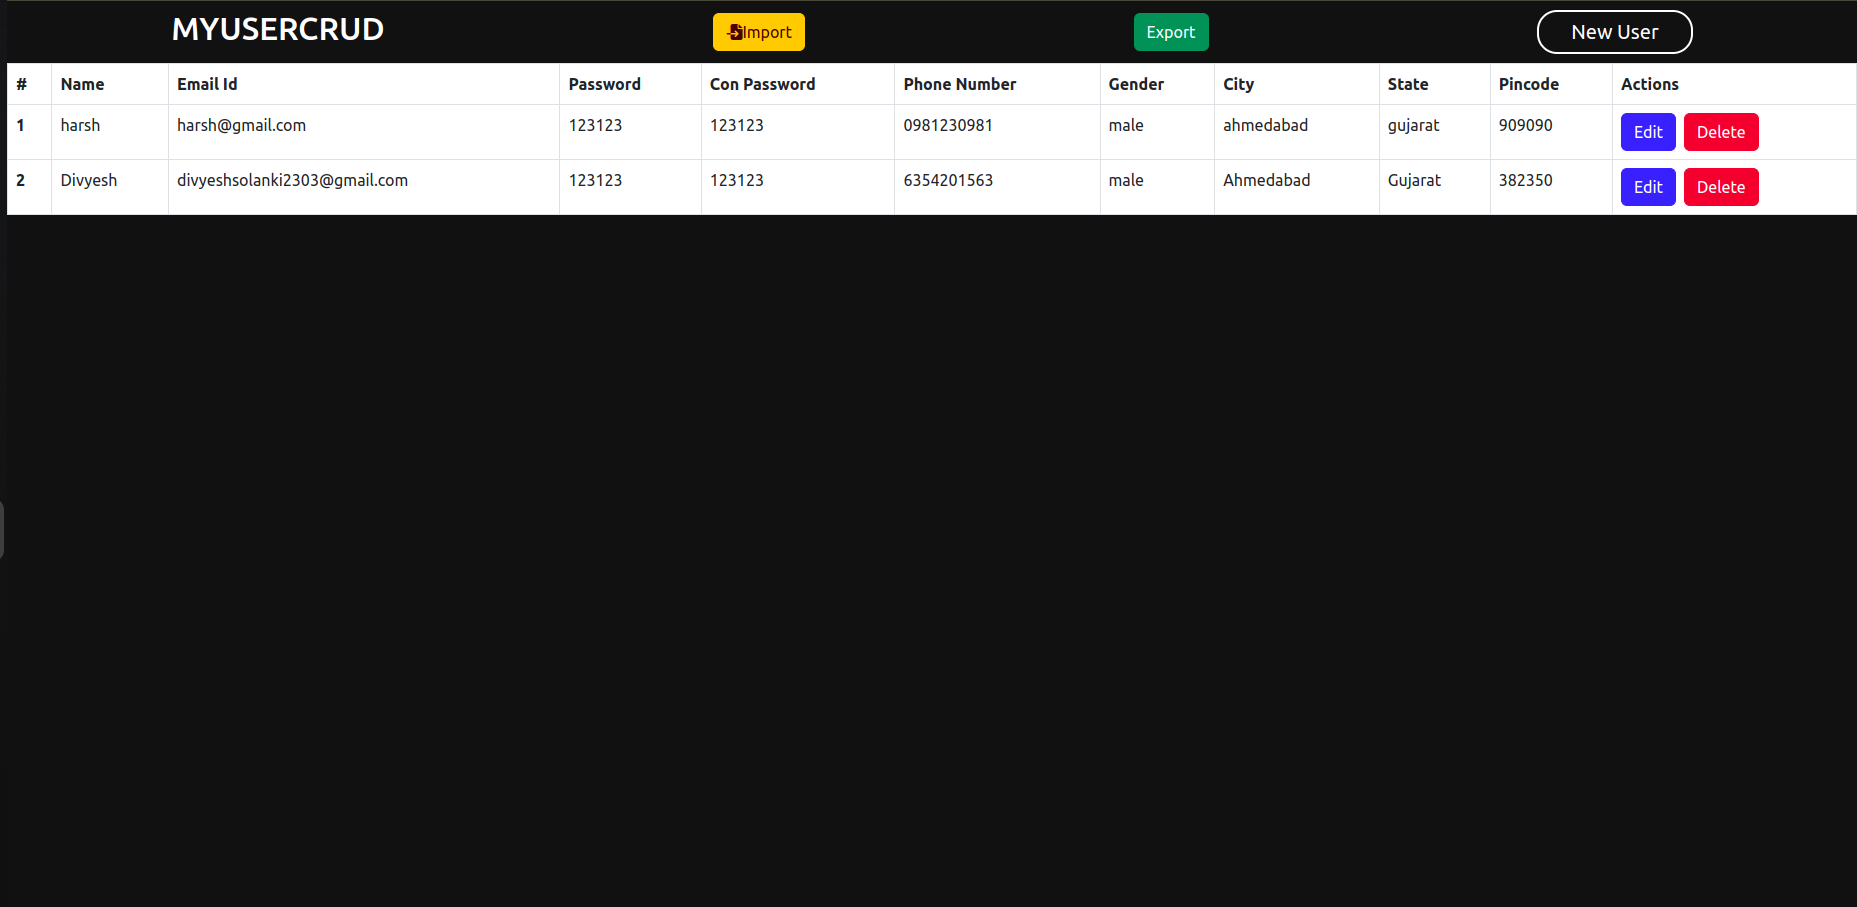 MYUSERCRUD Import Export New User
# Name Email Id Password Con Password Phone Number Gender City State Pincode Actions
1 harsh harsh@gmail.com 123123 123123 0981230981 male ahmedabad gujarat 909090 Edit Delete
2 Divyesh divyeshsolanki2303@gmail.com 123123 123123 6354201563 male Ahmedabad Gujarat 382350 Edit Delete